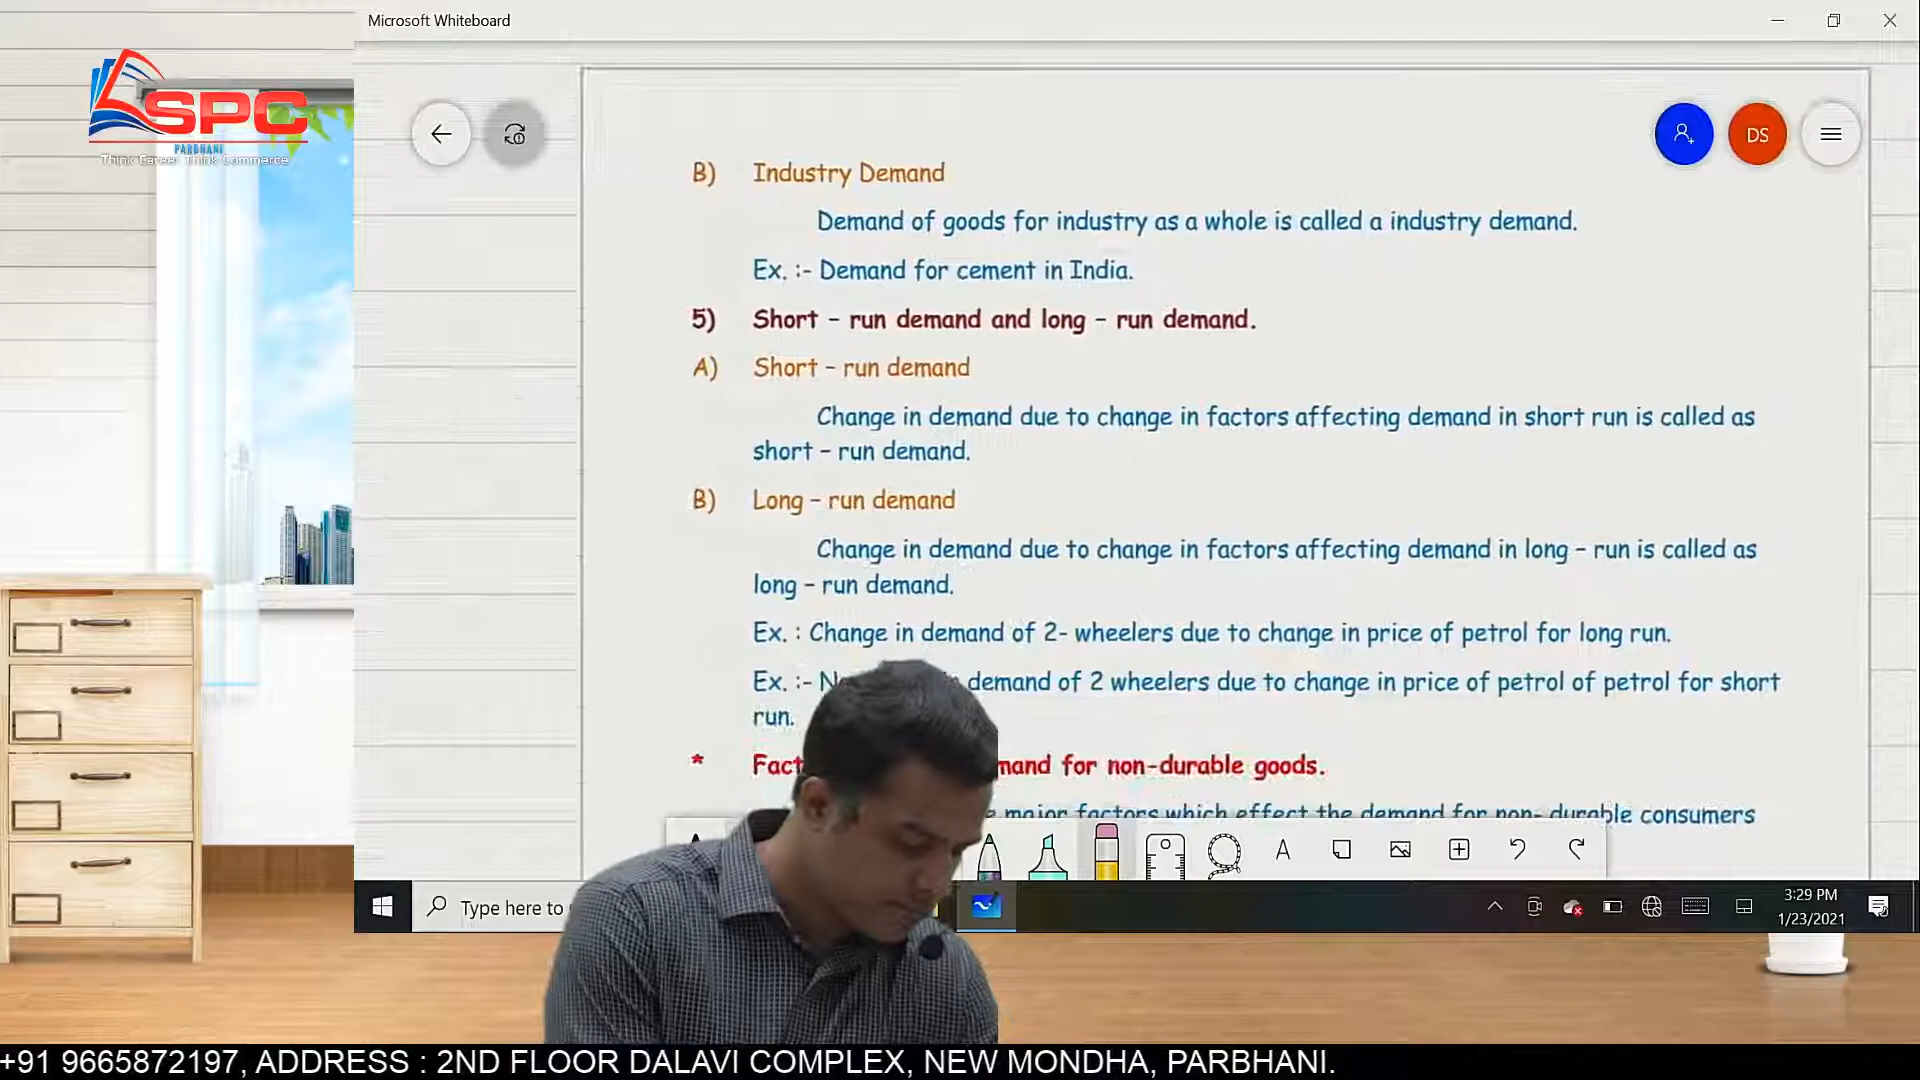 Microsoft Whiteboard
SPC
PARBHANI
Think Career Think Commerce
DS
B) Industry Demand
Demand of goods for industry as a whole is called a industry demand.
Ex. :- Demand for cement in India.
5) Short - run demand and long - run demand.
A) Short - run demand
Change in demand due to change in factors affecting demand in short run is called as
short - run demand.
B) Long - run demand
Change in demand due to change in factors affecting demand in long - run is called as
long - run demand.
Ex. : Change in demand of 2- wheelers due to change in price of petrol for long run.
Ex. :- demand of 2 wheelers due to change in price of petrol of petrol for short
run.
* for non-durable goods.
major factors which effect the demand for non- durable consumers
Type here to
3:29 PM
1/23/2021
+91 9665872197, ADDRESS : 2ND FLOOR DALAVI COMPLEX, NEW MONDHA, PARBHANI.